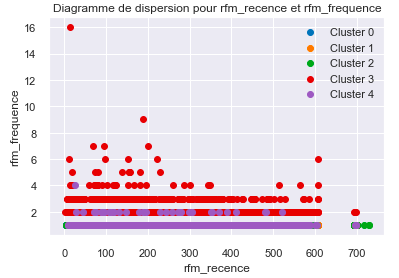 Diagramme de dispersion pour rfm_recence et rfm_frequence
16
14
12
10
8
6
4
2
rfm_frequence
Cluster 0
Cluster 1
Cluster 2
Cluster 3
Cluster 4
0 100 200 300 400 500 600 700
rfm_recence